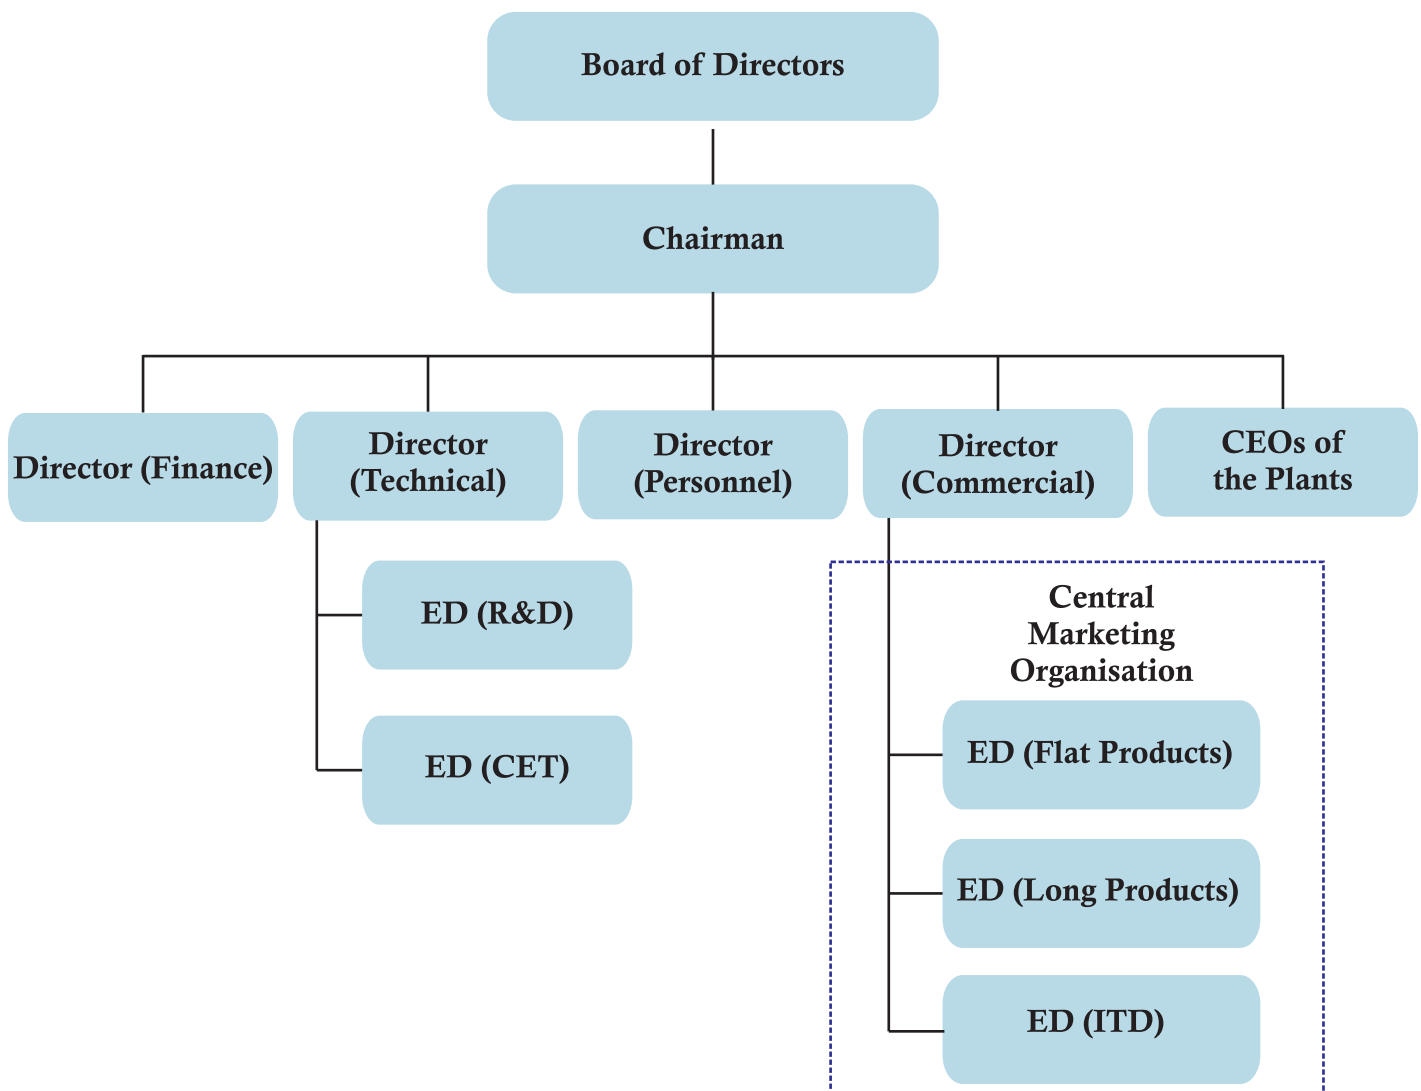 Board of Directors
Chairman
Director (Finance)
Director
(Technical)
Director
(Personnel)
Director
(Commercial)
CEOs of
the Plants
ED (R&D)
ED (CET)
Central
Marketing
Organisation
ED (Flat Products)
ED (Long Products)
ED (ITD)